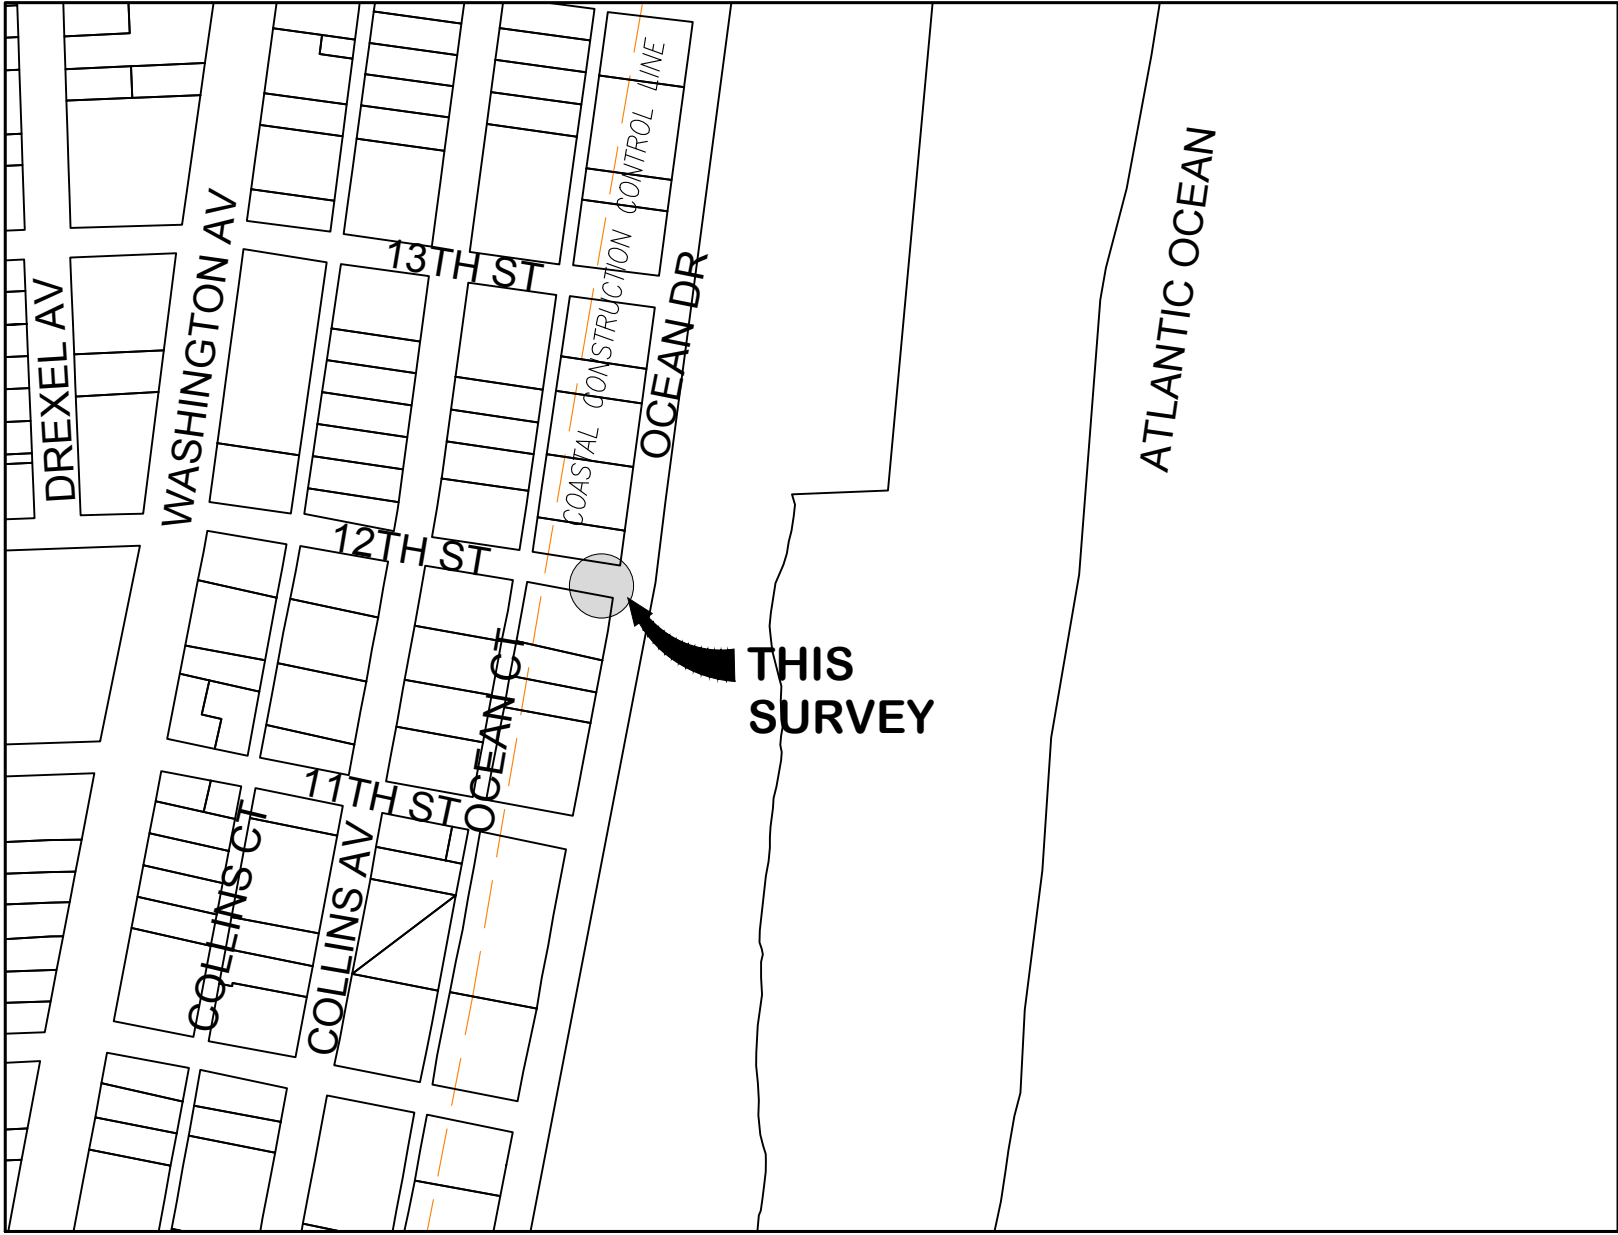 COASTAL CONSTRUCTION CONTROL LINE
ATLANTIC OCEAN
WASHINGTON AV
13TH ST
OCEAN DR
DREXEL AV
12TH ST
THIS
SURVEY
OCEAN CT
11TH ST
COLLINS CT
COLLINS AV